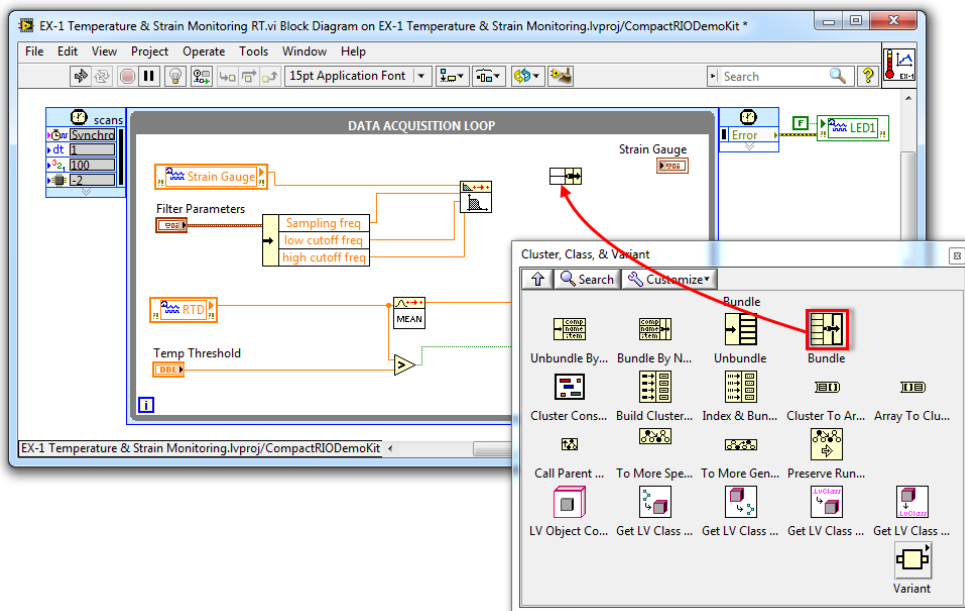 EX-1 Temperature & Strain Monitoring RT.vi Block Diagram on EX-1 Temperature & Strain Monitoring.lvproj/CompactRIODemoKit *
File Edit View Project Operate Tools Window Help
15pt Application Font
Search
EX-1
scans
Synchro
dt 1
100
-2
DATA ACQUISITION LOOP
Error
F
LED1
Strain Gauge
Strain Gauge
Filter Parameters
Sampling freq
low cutoff freq
high cutoff freq
RTD
MEAN
Temp Threshold
DBL
>
i
EX-1 Temperature & Strain Monitoring.lvproj/CompactRIODemoKit
Cluster, Class, & Variant
Search Customize
Bundle
Unbundle By... Bundle By N... Unbundle Bundle
Cluster Cons... Build Cluster... Index & Bun... Cluster To Ar... Array To Clu...
Call Parent ... To More Spe... To More Gen... Preserve Run...
LV Object Co... Get LV Class ... Get LV Class ... Get LV Class ... Get LV Class ...
Variant